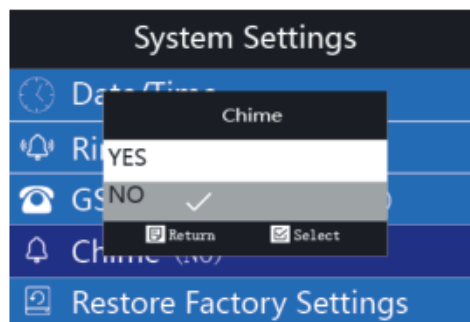 System Settings
Chime
YES
NO
Return Select
Chime (NO)
Restore Factory Settings